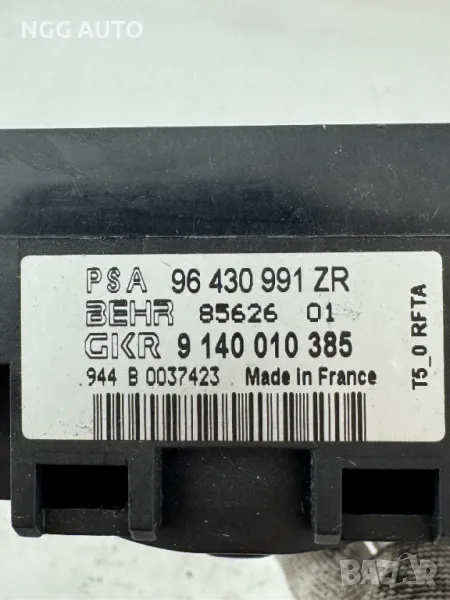 NGG AUTO
PSA 96 430 991 ZR
BEHR 85626 01
GKR 9 140 010 385
944 B 0037423 Made in France
T5_0 RFTA
bazar